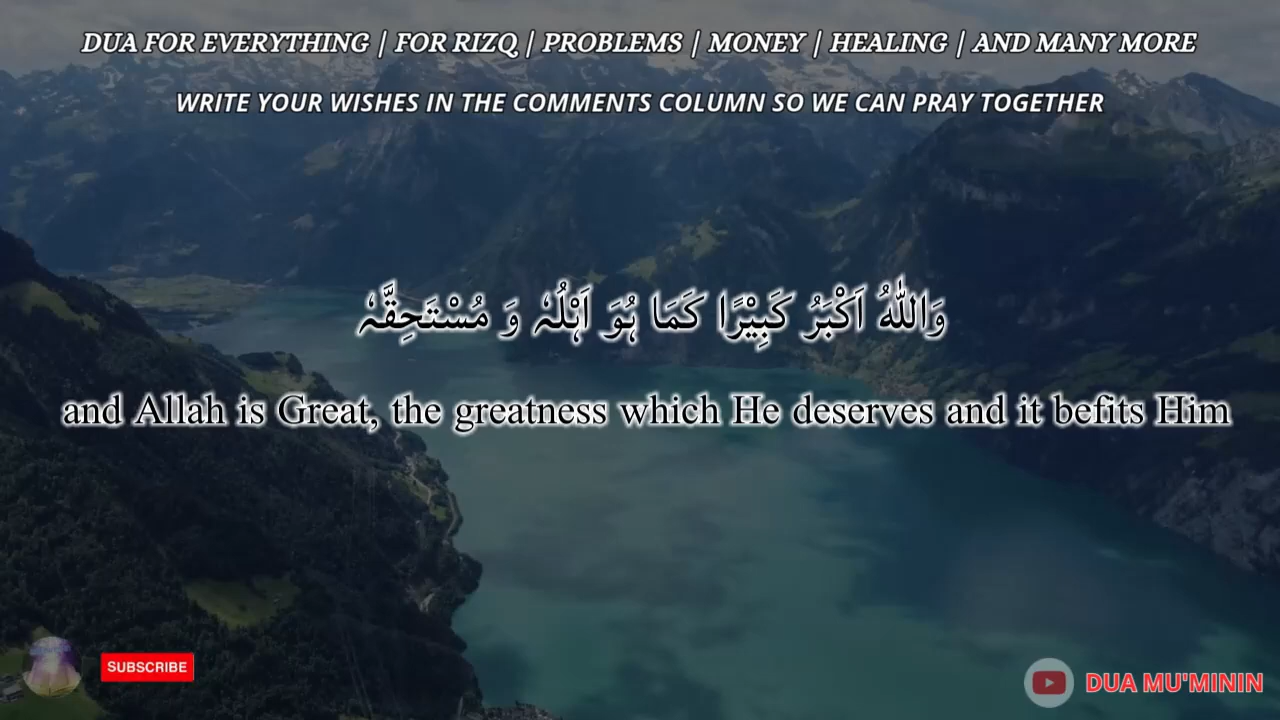 DUA FOR EVERYTHING | FOR RIZQ | PROBLEMS | MONEY | HEALING | AND MANY MORE
WRITE YOUR WISHES IN THE COMMENTS COLUMN SO WE CAN PRAY TOGETHER
وَاللّٰهُ اَكْبَرُ كَبِيْرًا كَمَا ہُوَ اَہْلُہٗ وَ مُسْتَحِقَّہٗ
and Allah is Great, the greatness which He deserves and it befits Him
SUBSCRIBE
DUA MU'MININ